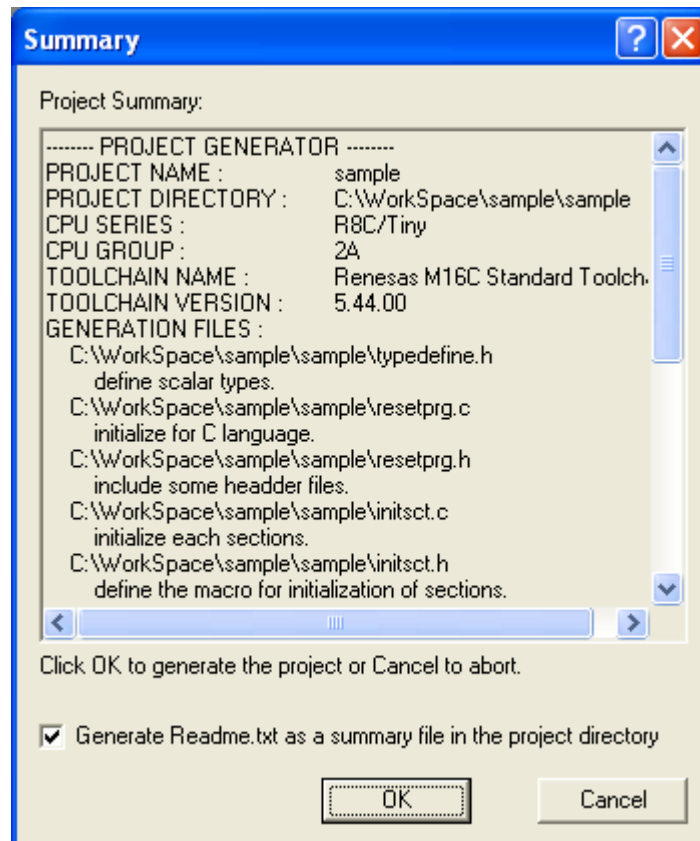 Summary
Project Summary:
-------- PROJECT GENERATOR --------
PROJECT NAME : sample
PROJECT DIRECTORY : C:\WorkSpace\sample\sample
CPU SERIES : R8C/Tiny
CPU GROUP : 2A
TOOLCHAIN NAME : Renesas M16C Standard Toolch
TOOLCHAIN VERSION : 5.44.00
GENERATION FILES :
C:\WorkSpace\sample\sample\typedefine.h
define scalar types.
C:\WorkSpace\sample\sample\resetprg.c
initialize for C language.
C:\WorkSpace\sample\sample\resetprg.h
include some headder files.
C:\WorkSpace\sample\sample\initsct.c
initialize each sections.
C:\WorkSpace\sample\sample\initsct.h
define the macro for initialization of sections.
Click OK to generate the project or Cancel to abort.
Generate Readme.txt as a summary file in the project directory
OK Cancel